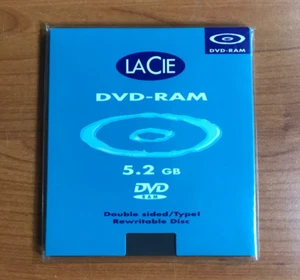 DVD-RAM
LACIE
DVD-RAM
5.2 GB
DVD
RAM
Double sided/Type1
Rewritable Disc